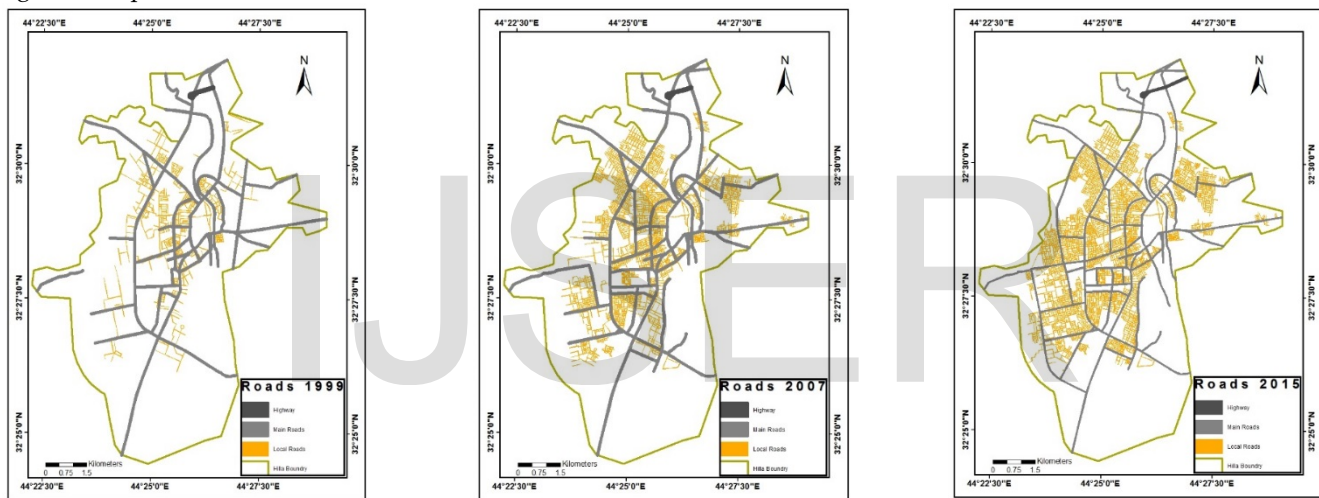 44°22'30"E 44°25'0"E 44°27'30"E
N
32°30'0"N 32°30'0"N
32°27'30"N 32°27'30"N
32°25'0"N 32°25'0"N
Roads 1999
Highway
Main Roads
Local Roads
Hilla Boundry
Kilometers
0 0.75 1.5
44°22'30"E 44°25'0"E 44°27'30"E
44°22'30"E 44°25'0"E 44°27'30"E
N
32°30'0"N 32°30'0"N
32°27'30"N 32°27'30"N
32°25'0"N 32°25'0"N
Roads 2007
Highway
Main Roads
Local Roads
Hilla Boundry
Kilometers
0 0.75 1.5
44°22'30"E 44°25'0"E 44°27'30"E
44°22'30"E 44°25'0"E 44°27'30"E
N
32°30'0"N 32°30'0"N
32°27'30"N 32°27'30"N
32°25'0"N 32°25'0"N
Roads 2015
Highway
Main Roads
Local Roads
Hilla Boundry
Kilometers
0 0.75 1.5
44°22'30"E 44°25'0"E 44°27'30"E
IJSER